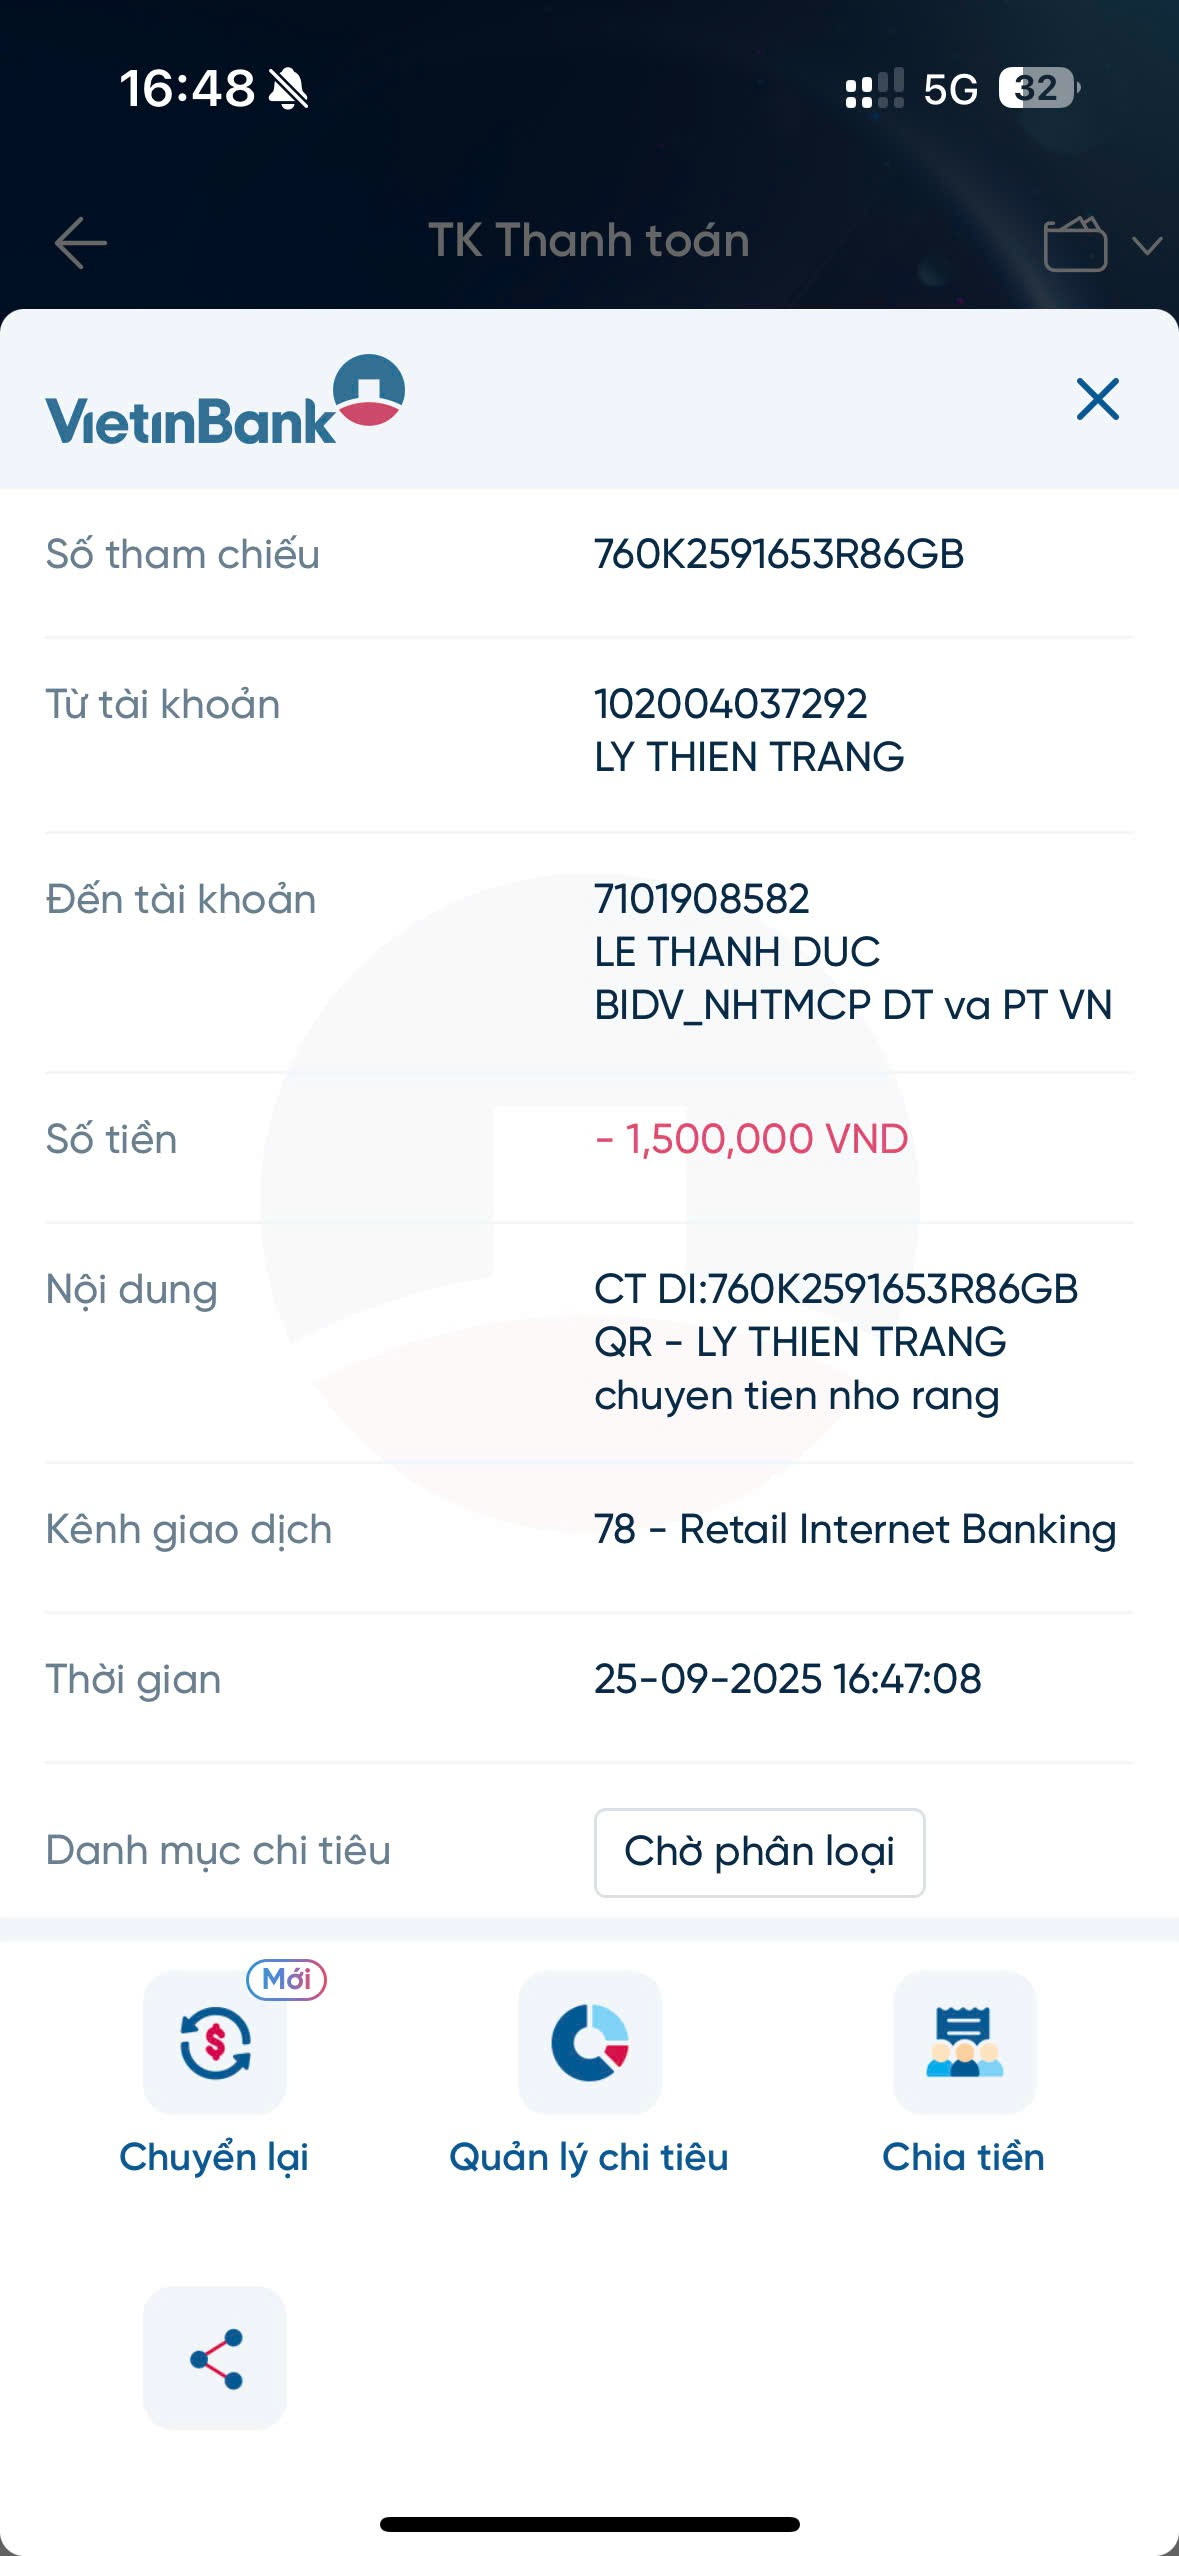 16:48
5G
32
TK Thanh toán
VietinBank
Số tham chiếu
760K2591653R86GB
Từ tài khoản
102004037292
LY THIEN TRANG
Đến tài khoản
7101908582
LE THANH DUC
BIDV_NHTMCP DT va PT VN
Số tiền
- 1,500,000 VND
Nội dung
CT DI:760K2591653R86GB
QR - LY THIEN TRANG
chuyen tien nho rang
Kênh giao dịch
78 - Retail Internet Banking
Thời gian
25-09-2025 16:47:08
Danh mục chi tiêu
Chờ phân loại
Mới
Chuyển lại
Quản lý chi tiêu
Chia tiền